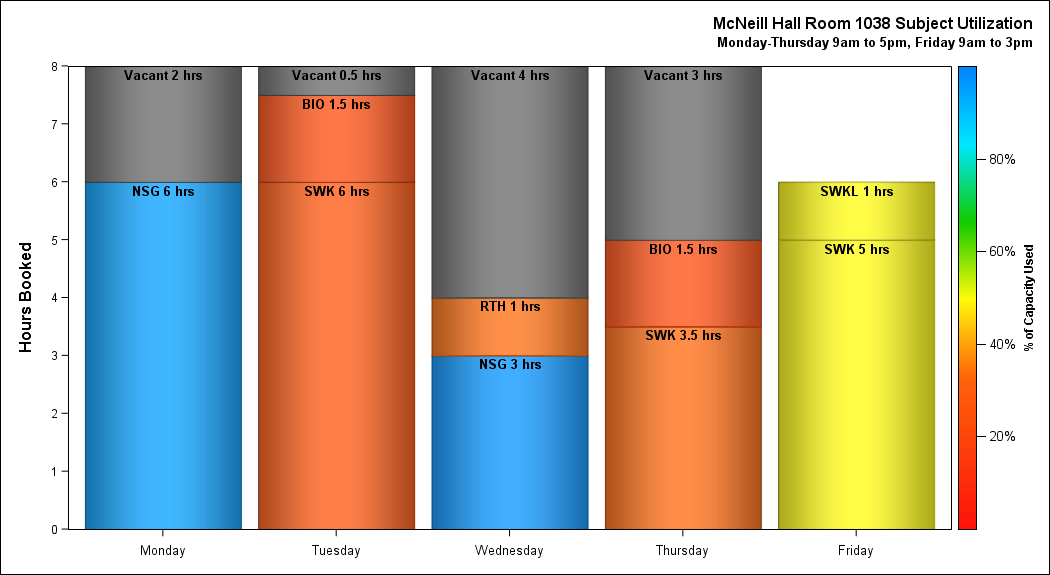 McNeill Hall Room 1038 Subject Utilization
Monday-Thursday 9am to 5pm, Friday 9am to 3pm
Hours Booked
8
7
6
5
4
3
2
1
0
Vacant 2 hrs
NSG 6 hrs
Vacant 0.5 hrs
BIO 1.5 hrs
SWK 6 hrs
Vacant 4 hrs
RTH 1 hrs
NSG 3 hrs
Vacant 3 hrs
BIO 1.5 hrs
SWK 3.5 hrs
SWKL 1 hrs
SWK 5 hrs
Monday
Tuesday
Wednesday
Thursday
Friday
80%
60%
40%
20%
% of Capacity Used